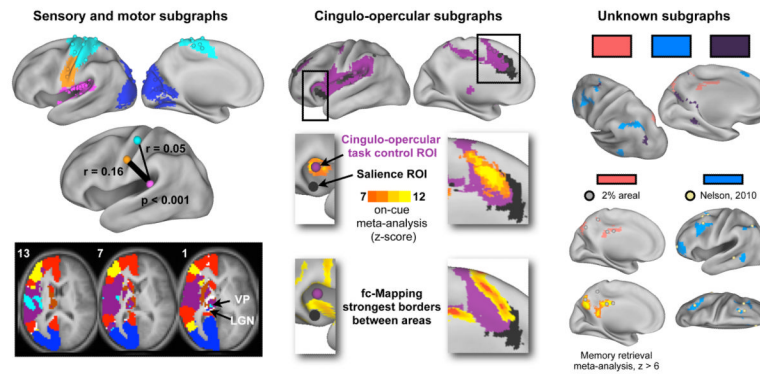 Sensory and motor subgraphs
Cingulo-opercular subgraphs
Unknown subgraphs
r = 0.05
r = 0.16
p < 0.001
Cingulo-opercular
task control ROI
Salience ROI
7 12
on-cue
meta-analysis
(z-score)
2% areal
Nelson, 2010
13
7
1
VP
LGN
fc-Mapping
strongest borders
between areas
Memory retrieval
meta-analysis, z > 6